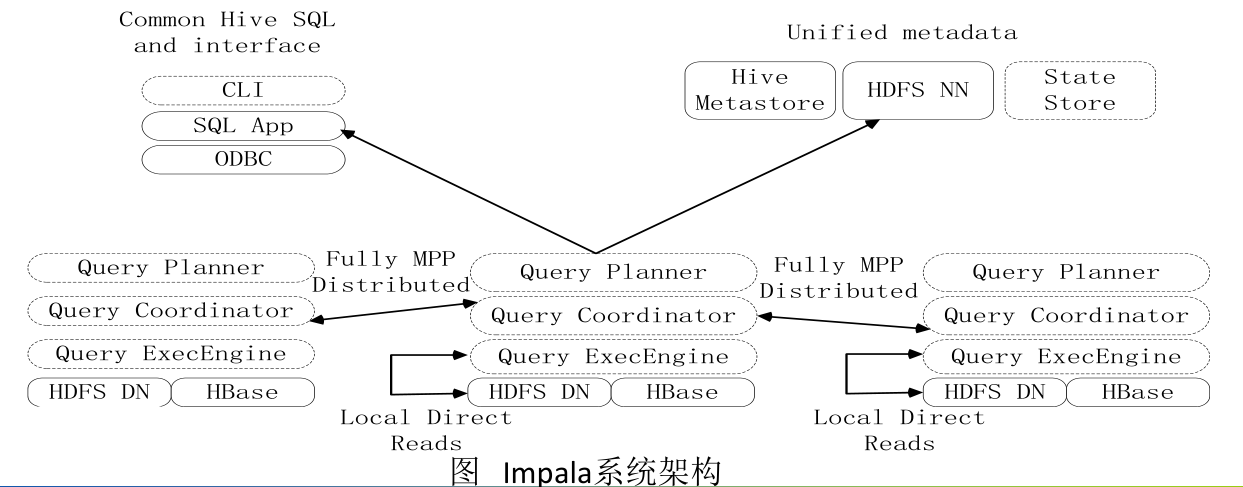 Common Hive SQL
and interface
CLI
SQL App
ODBC
Unified metadata
Hive
Metastore
HDFS NN
State
Store
Query Planner
Query Coordinator
Query ExecEngine
HDFS DN
HBase
Fully MPP
Distributed
Query Planner
Query Coordinator
Query ExecEngine
HDFS DN
HBase
Local Direct
Reads
Fully MPP
Distributed
Query Planner
Query Coordinator
Query ExecEngine
HDFS DN
HBase
Local Direct
Reads
图 Impala系统架构